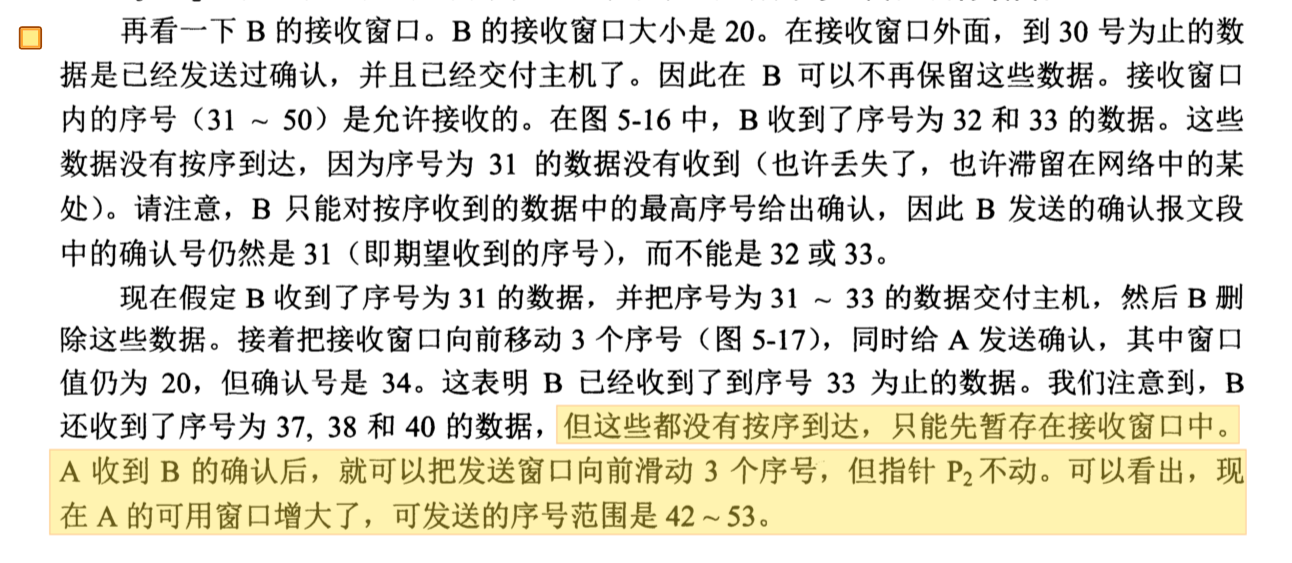 再看一下 B 的接收窗口。B 的接收窗口大小是 20。在接收窗口外面，到 30 号为止的数
据是已经发送过确认，并且已经交付主机了。因此在 B 可以不再保留这些数据。接收窗口
内的序号（31 ~ 50）是允许接收的。在图 5-16 中，B 收到了序号为 32 和 33 的数据。这些
数据没有按序到达，因为序号为 31 的数据没有收到（也许丢失了，也许滞留在网络中的某
处）。请注意，B 只能对按序收到的数据中的最高序号给出确认，因此 B 发送的确认报文段
中的确认号仍然是 31（即期望收到的序号），而不能是 32 或 33。
现在假定 B 收到了序号为 31 的数据，并把序号为 31 ~ 33 的数据交付主机，然后 B 删
除这些数据。接着把接收窗口向前移动 3 个序号（图 5-17），同时给 A 发送确认，其中窗口
值仍为 20，但确认号是 34。这表明 B 已经收到了到序号 33 为止的数据。我们注意到，B
还收到了序号为 37, 38 和 40 的数据，但这些都没有按序到达，只能先暂存在接收窗口中。
A 收到 B 的确认后，就可以把发送窗口向前滑动 3 个序号，但指针 P₂ 不动。可以看出，现
在 A 的可用窗口增大了，可发送的序号范围是 42 ~ 53。